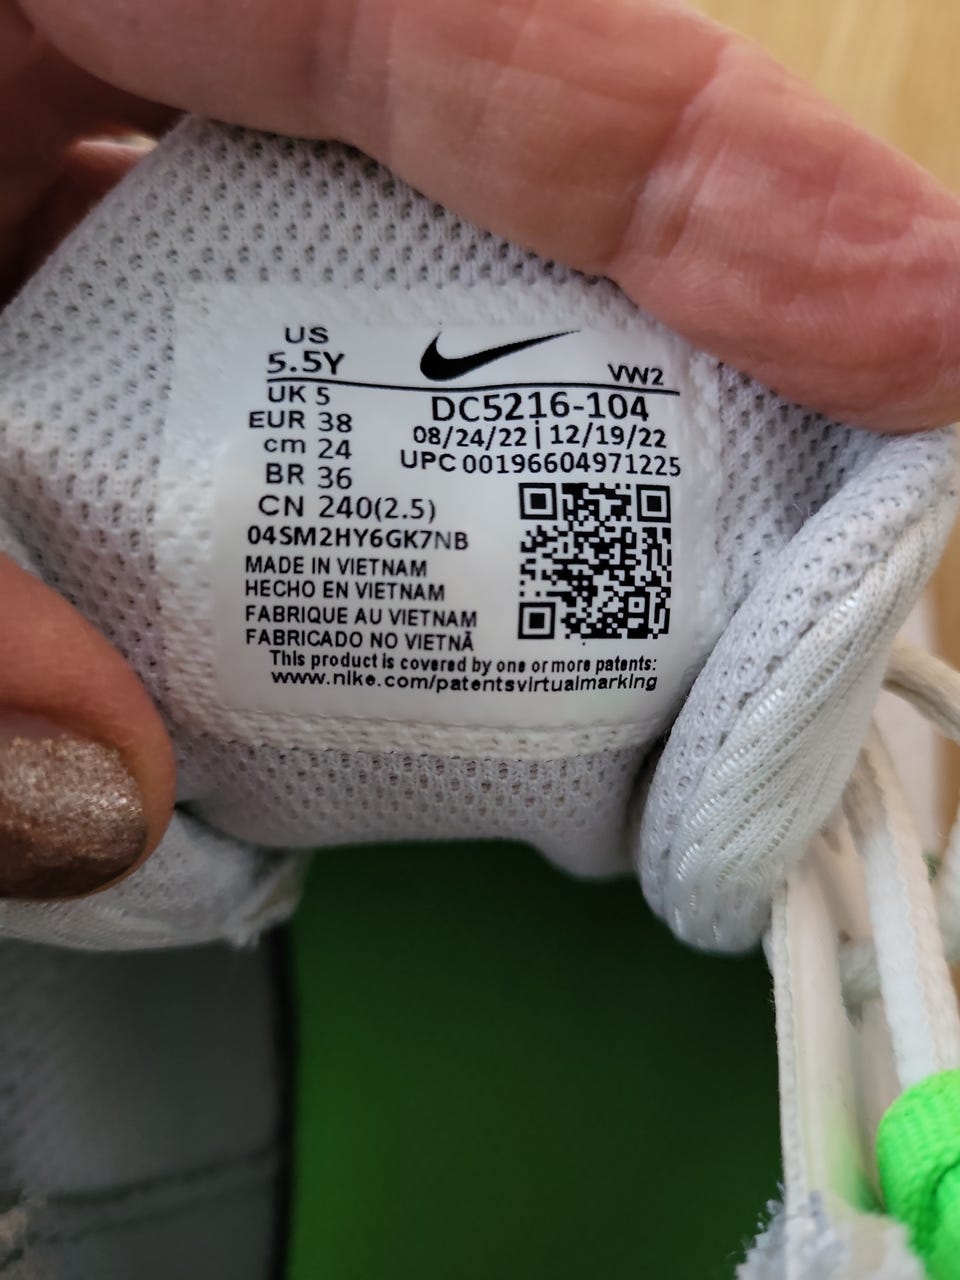 US
5.5Y
UK 5
EUR 38
cm 24
BR 36
CN 240(2.5)
VW2
DC5216-104
08/24/22 | 12/19/22
UPC 00196604971225
04SM2HY6GK7NB
MADE IN VIETNAM
HECHO EN VIETNAM
FABRIQUE AU VIETNAM
FABRICADO NO VIETNÃ
This product is covered by one or more patents:
www.nike.com/patentsvirtualmarking